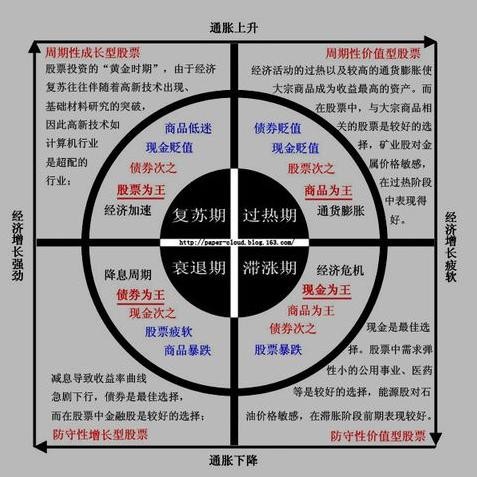 通胀上升
周期性成长型股票
股票投资的“黄金时期”，由于经济
复苏往往伴随着高新技术出现、
基础材料研究的突破，
因此高新技术如
计算机行业
是超配的
行业；
周期性价值型股票
经济活动的过热以及较高的通货膨胀使
大宗商品成为收益最高的资产。而
在股票中，与大宗商品相
关的股票是较好的选
择，矿业股对金
属价格敏感，
在过热阶段
中表现得
好。
商品低迷
现金贬值
债券次之
股票为王
经济加速
债券贬值
现金贬值
股票次之
商品为王
通货膨胀
复苏期
过热期
http://paper-cloud.blog.163.com/
衰退期
滞涨期
经济增长强劲
经济增长疲软
降息周期
债券为王
现金次之
股票疲软
商品暴跌
经济危机
现金为王
商品为王
债券次之
股票暴跌
减息导致收益率曲线
急剧下行，债券是最佳选择，
而在股票中金融股是较好的选择；
防守性增长型股票
现金是最佳选
择。股票中需求弹
性小的公用事业、医药
等是较好的选择，能源股对石
油价格敏感，在滞胀阶段前期表现较好。
防守性价值型股票
通胀下降